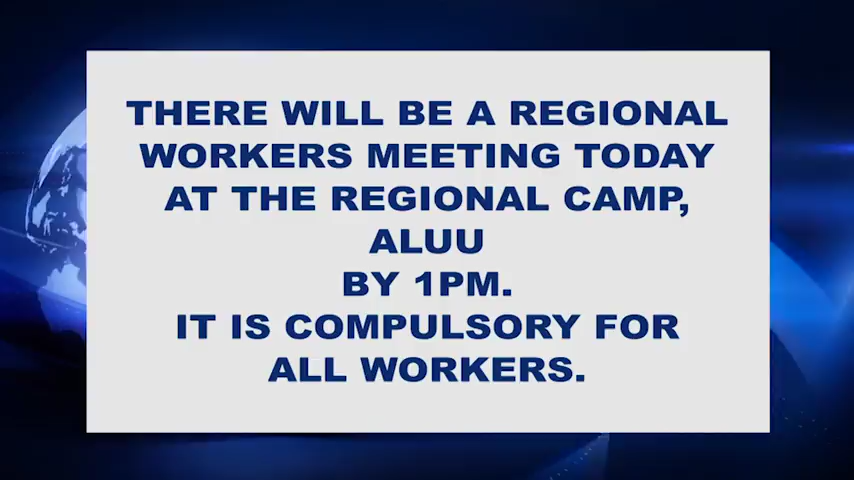 THERE WILL BE A REGIONAL
WORKERS MEETING TODAY
AT THE REGIONAL CAMP,
ALUU
BY 1PM.
IT IS COMPULSORY FOR
ALL WORKERS.